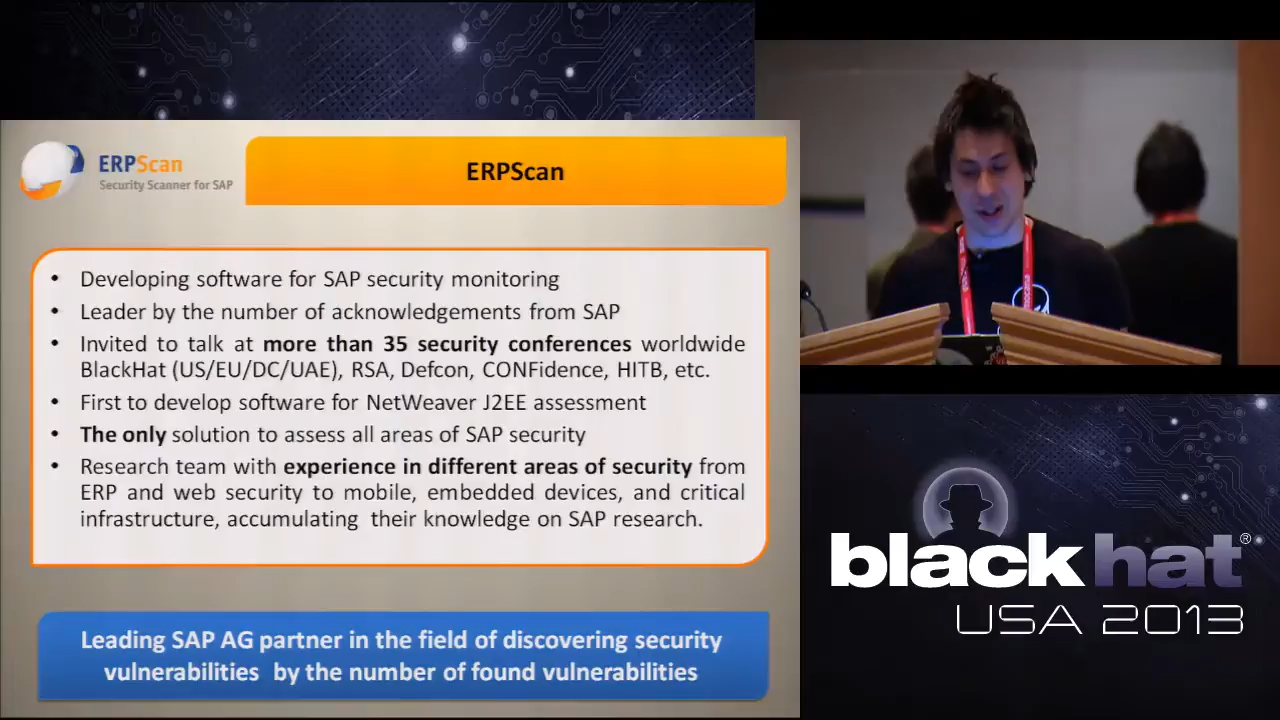 ERPScan
Security Scanner for SAP
ERPScan
• Developing software for SAP security monitoring
• Leader by the number of acknowledgements from SAP
• Invited to talk at more than 35 security conferences worldwide
BlackHat (US/EU/DC/UAE), RSA, Defcon, CONFidence, HITB, etc.
• First to develop software for NetWeaver J2EE assessment
• The only solution to assess all areas of SAP security
• Research team with experience in different areas of security from
ERP and web security to mobile, embedded devices, and critical
infrastructure, accumulating their knowledge on SAP research.
Leading SAP AG partner in the field of discovering security
vulnerabilities by the number of found vulnerabilities
black hat®
USA 2013